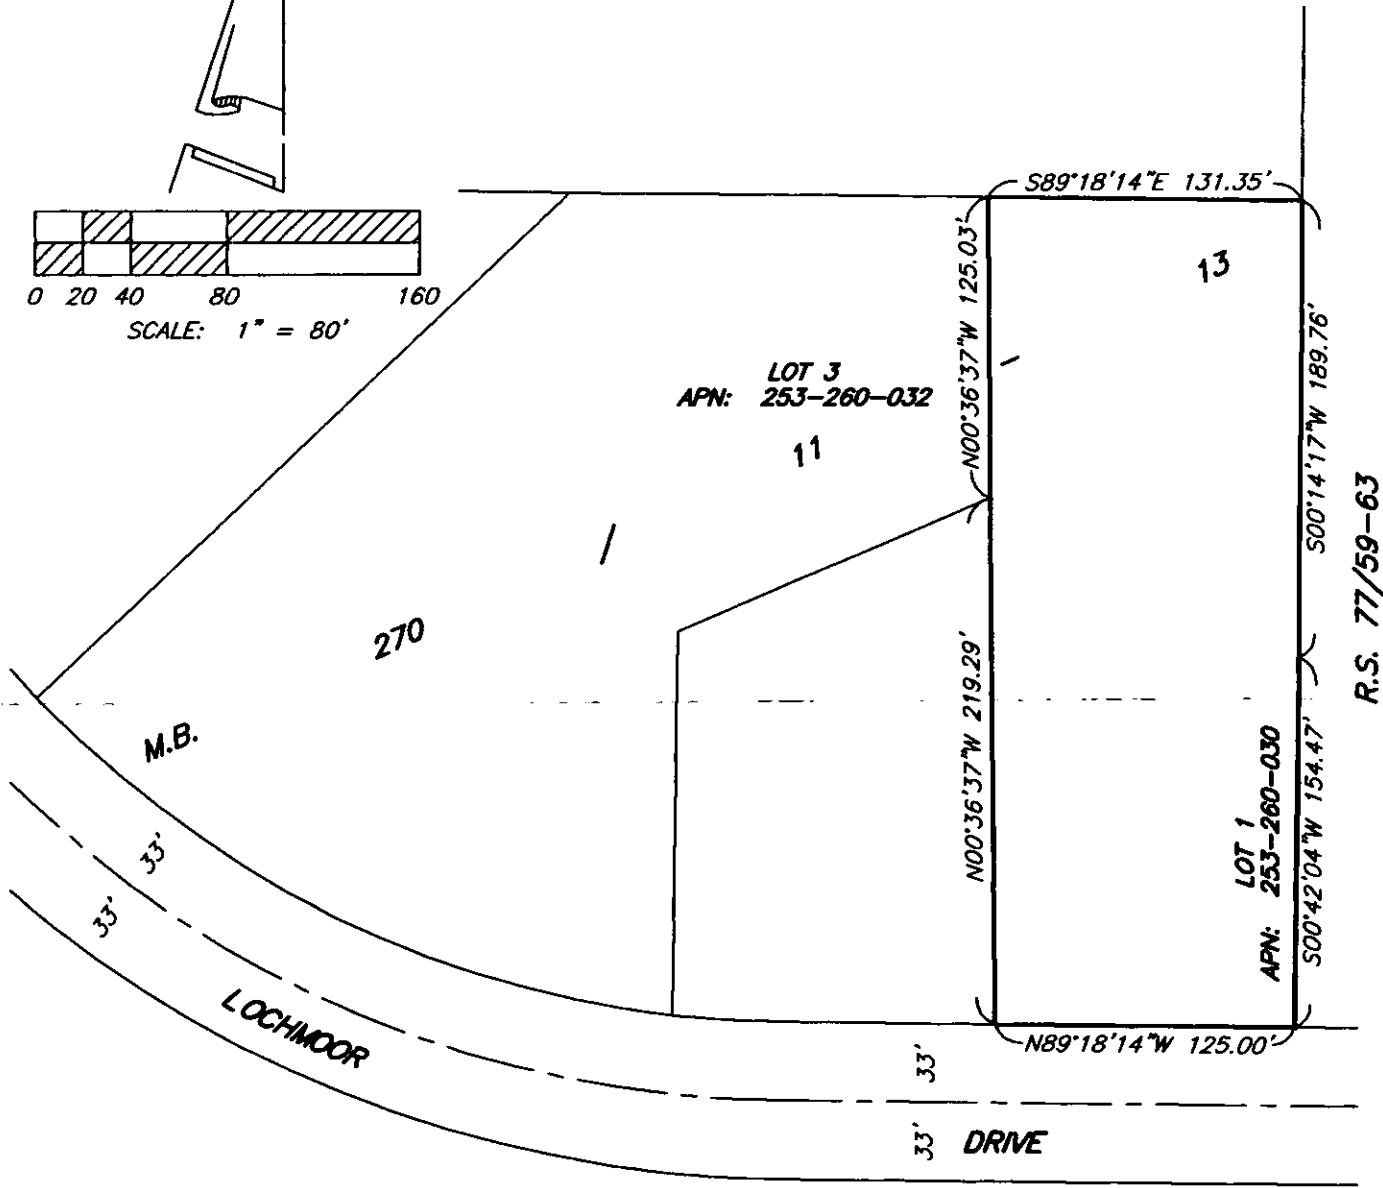 0 20 40 80 160
SCALE: 1" = 80'
S89°18'14"E 131.35'
13
N00°36'37"W 125.03'
S00°14'17"W 189.76'
LOT 3
APN: 253-260-032
11
R.S. 77/59-63
270
M.B.
N00°36'37"W 219.29'
LOT 1
APN: 253-260-030
S00°42'04"W 154.47'
33'
33'
LOCHMOOR
N89°18'14"W 125.00'
33'
33'
DRIVE